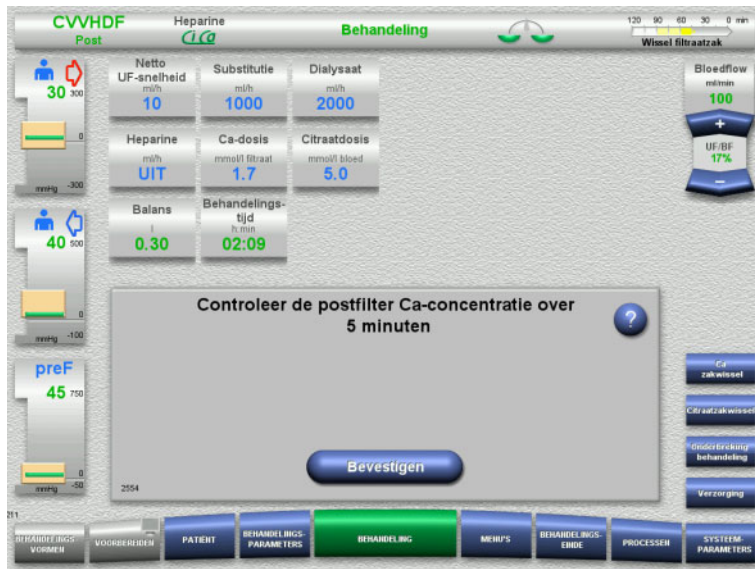 CVVHDF
Post
Heparine
CiCa
Behandeling
120 90 60 30 0 min
Wissel filtraatzak
30 300
0
mmHg -300
Netto
UF-snelheid
ml/h
10
Substitutie
ml/h
1000
Dialysaat
ml/h
2000
Bloedflow
ml/min
100
+
UF/BF
17%
−
Heparine
ml/h
UIT
Ca-dosis
mmol/l filtraat
1.7
Citraatdosis
mmol/l bloed
5.0
Balans
l
0.30
Behandelings-
tijd
h:min
02:09
40 500
0
mmHg -100
preF
45 750
0
mmHg -50
Controleer de postfilter Ca-concentratie over
5 minuten
?
Bevestigen
2554
Ca
zakwissel
Citraatzakwissel
Onderbreking
behandeling
Verzorging
211
BEHANDELINGS-
VORMEN
VOORBEREIDEN
PATIËNT
BEHANDELINGS-
PARAMETERS
BEHANDELING
MENU'S
BEHANDELINGS-
EINDE
PROCESSEN
SYSTEEM-
PARAMETERS